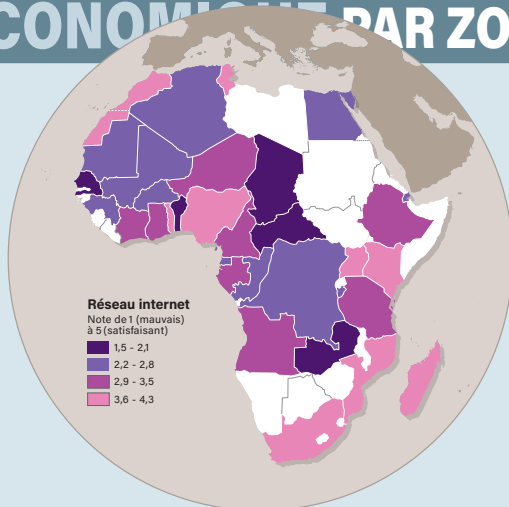 PAR ZO
Réseau internet
Note de 1 (mauvais)
à 5 (satisfaisant)
1,5 - 2,1
2,2 - 2,8
2,9 - 3,5
3,6 - 4,3